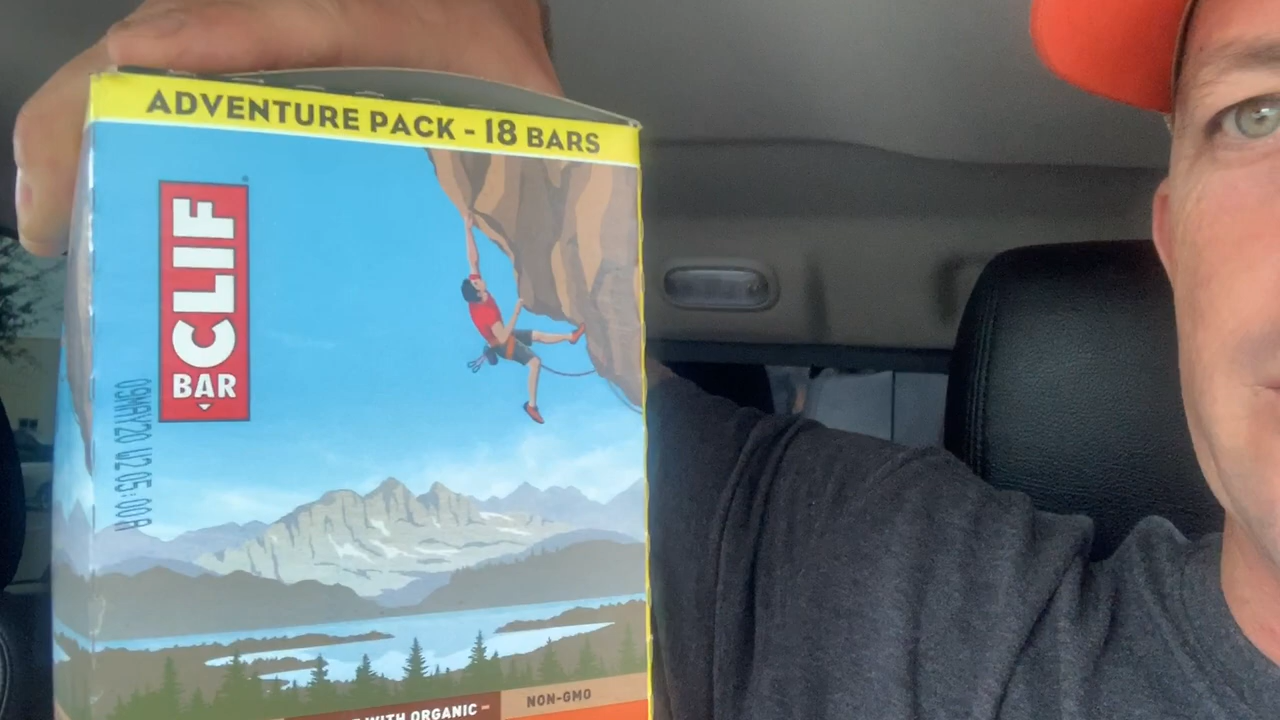 ADVENTURE PACK - 18 BARS
CLIF
BAR
09MAY20 W2 05:00A
WITH ORGANIC
NON-GMO